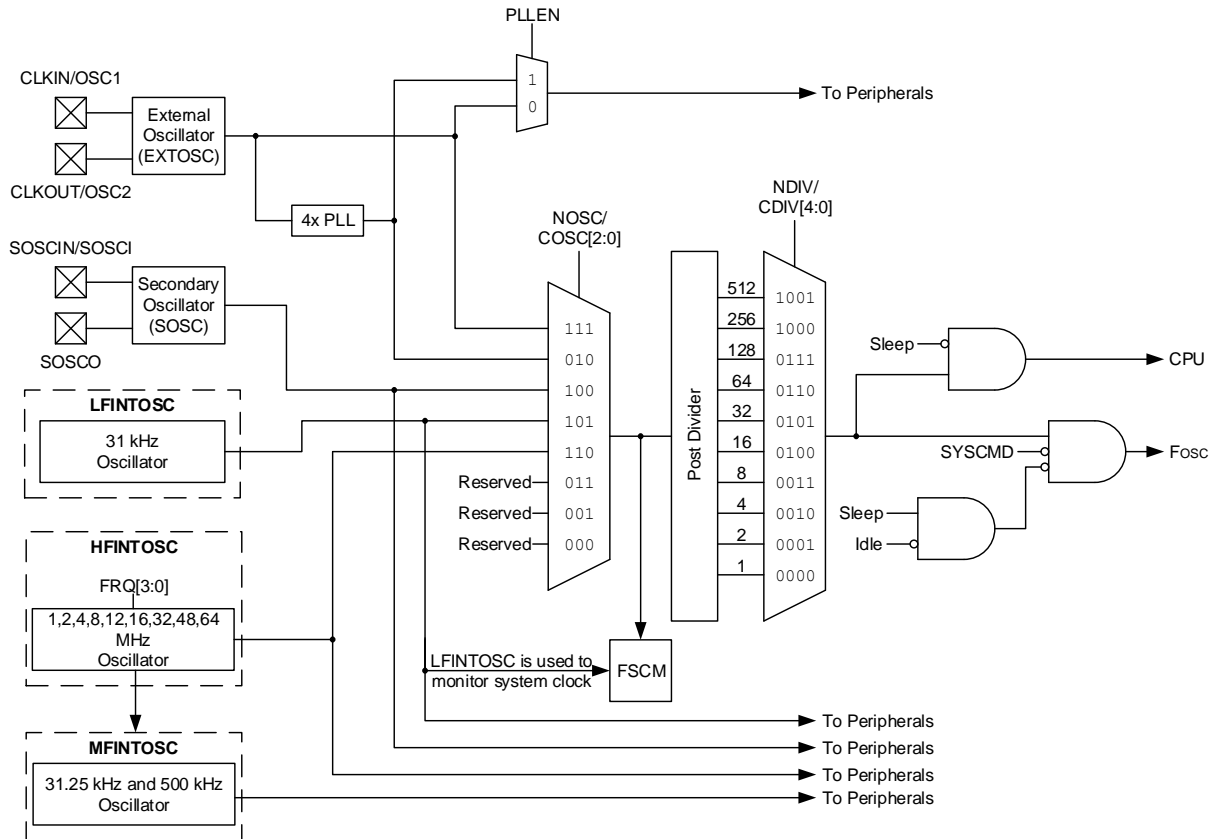 PLLEN
CLKIN/OSC1
1
0
To Peripherals
External
Oscillator
(EXTOSC)
CLKOUT/OSC2
4x PLL
NOSC/
COSC[2:0]
NDIV/
CDIV[4:0]
SOSCIN/SOSCI
Secondary
Oscillator
(SOSC)
SOSCO
LFINTOSC
31 kHz
Oscillator
HFINTOSC
FRQ[3:0]
1,2,4,8,12,16,32,48,64
MHz
Oscillator
MFINTOSC
31.25 kHz and 500 kHz
Oscillator
111
010
100
101
110
Reserved 011
Reserved 001
Reserved 000
Post Divider
512 1001
256 1000
128 0111
64 0110
32 0101
16 0100
8 0011
4 0010
2 0001
1 0000
Sleep
CPU
SYSCMD
Fosc
Sleep
Idle
LFINTOSC is used to
monitor system clock
FSCM
To Peripherals
To Peripherals
To Peripherals
To Peripherals